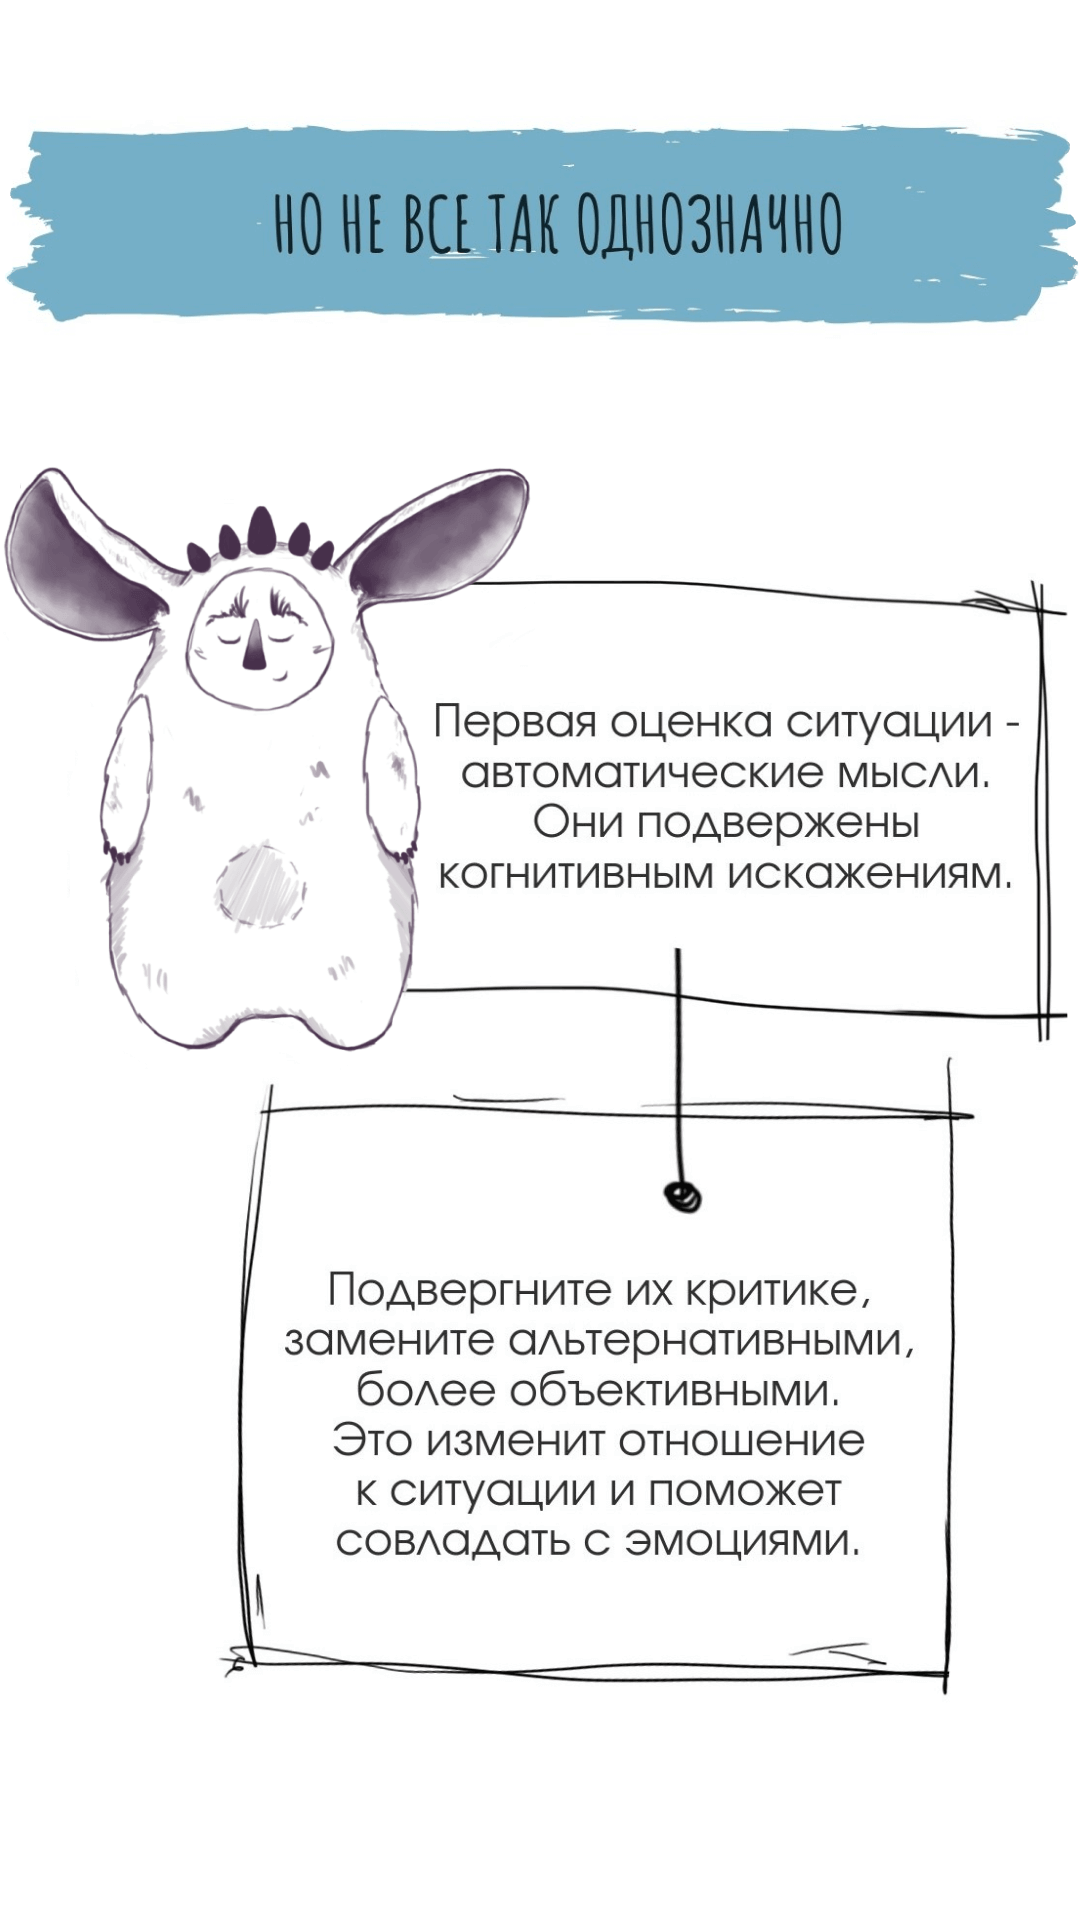 НО НЕ ВСЕ ТАК ОДНОЗНАЧНО
Первая оценка ситуации -
автоматические мысли.
Они подвержены
когнитивным искажениям.
Подвергните их критике,
замените альтернативными,
более объективными.
Это изменит отношение
к ситуации и поможет
совладать с эмоциями.